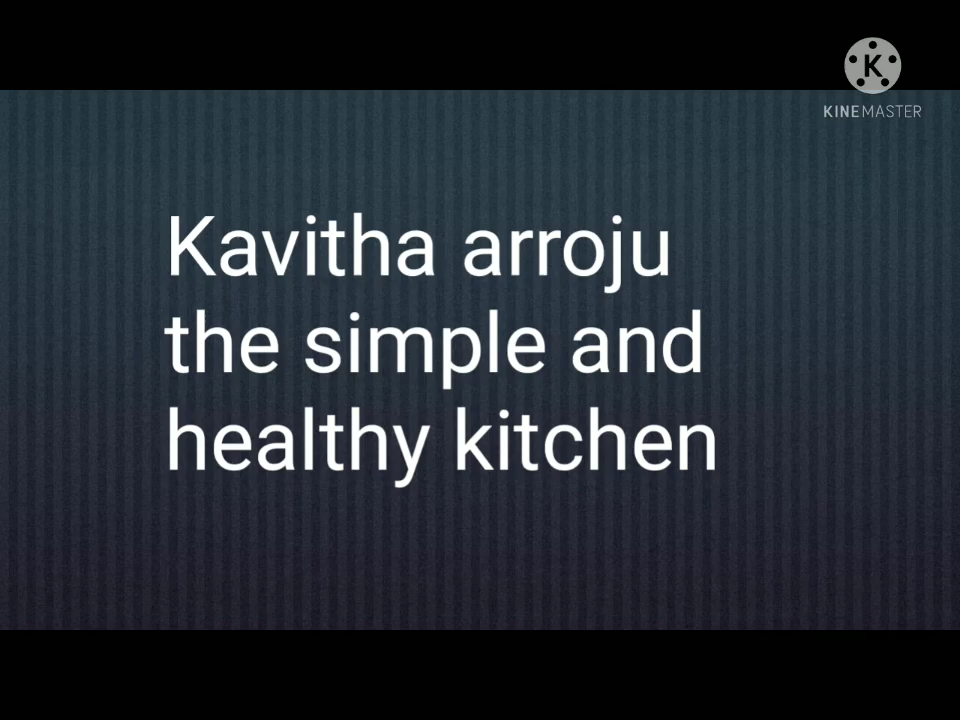 K
KINEMASTER
Kavitha arroju
the simple and
healthy kitchen